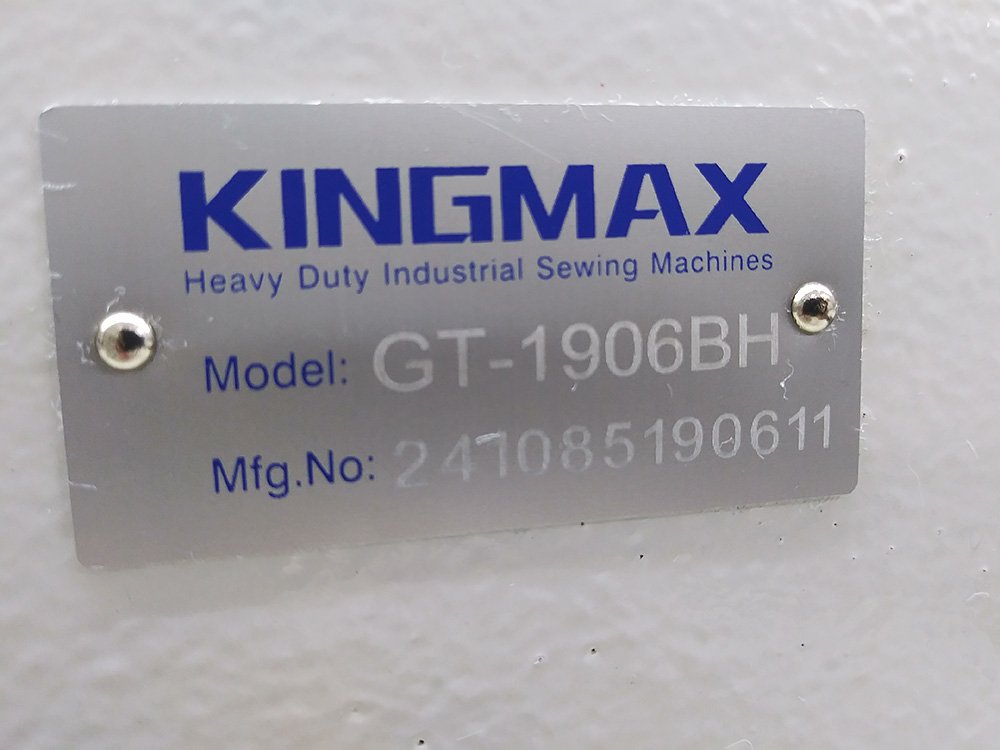 KINGMAX
Heavy Duty Industrial Sewing Machines
Model: GT-1906BH
Mfg.No: 241085190611